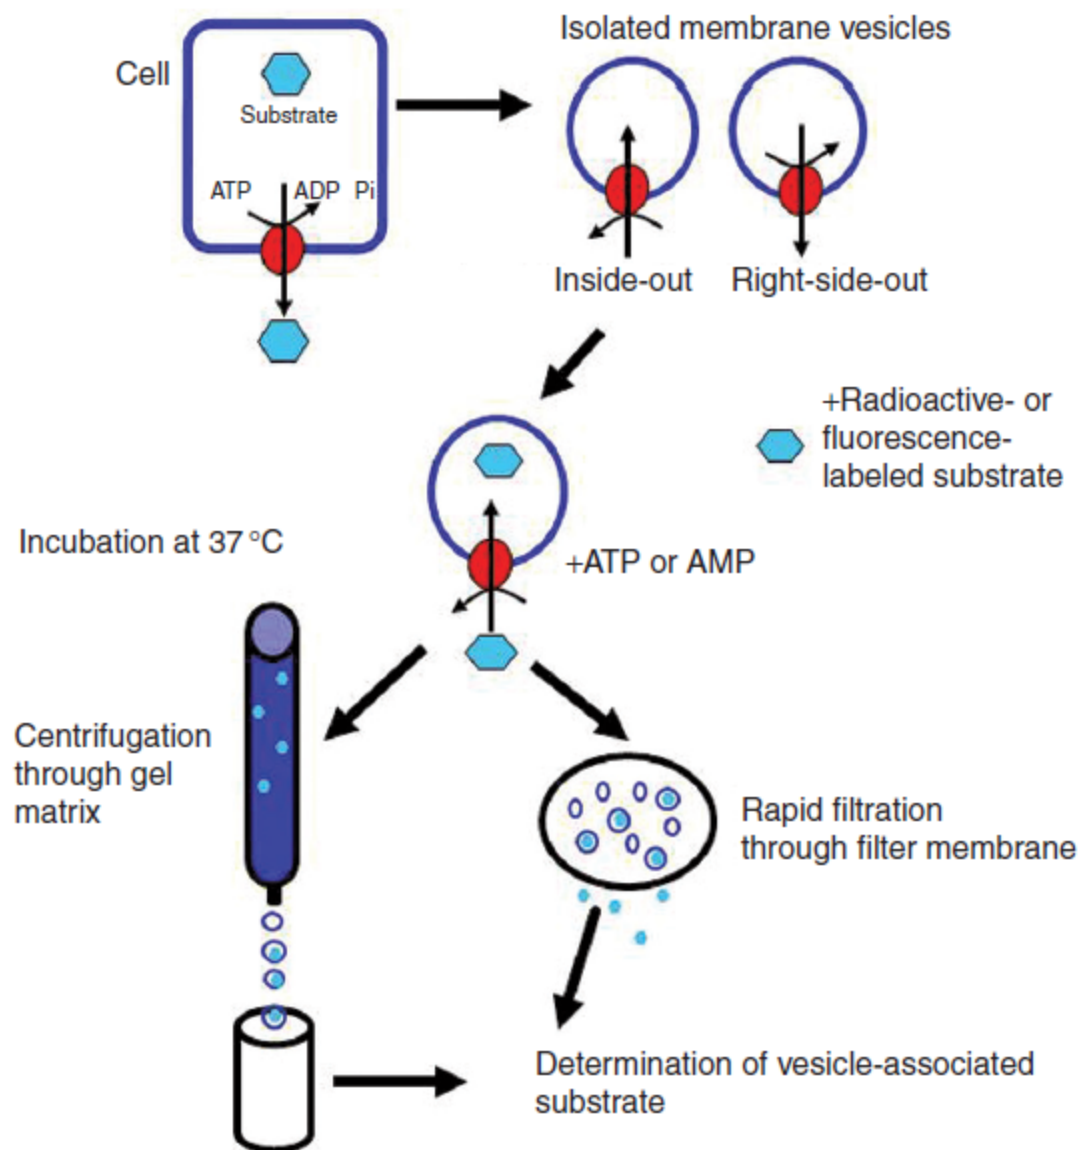 Isolated membrane vesicles
Cell
Substrate
ATP
ADP Pi
Inside-out
Right-side-out
+Radioactive- or
fluorescence-
labeled substrate
Incubation at 37 °C
+ATP or AMP
Centrifugation
through gel
matrix
Rapid filtration
through filter membrane
Determination of vesicle-associated
substrate